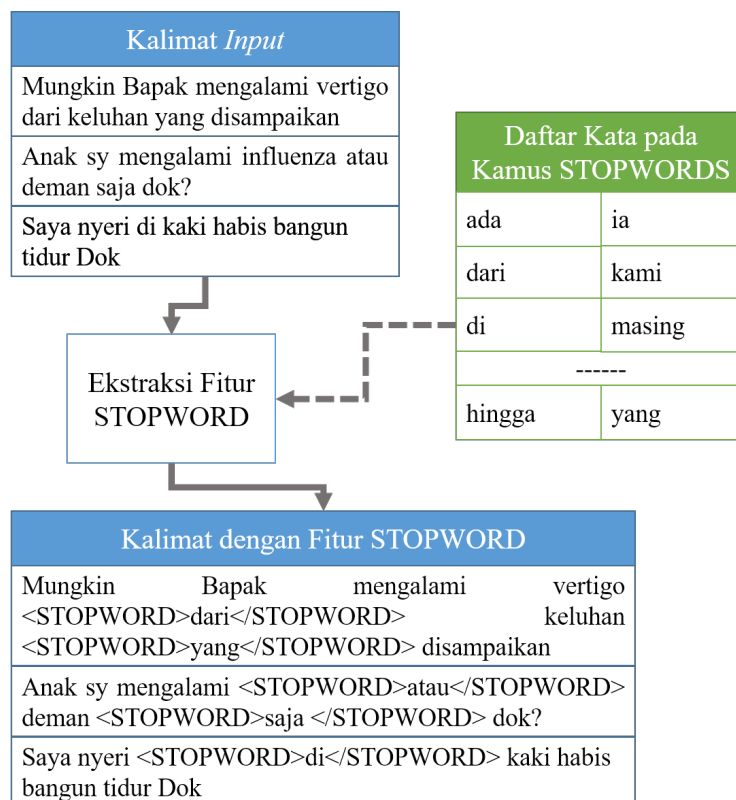 Kalimat Input
Mungkin Bapak mengalami vertigo
dari keluhan yang disampaikan
Anak sy mengalami influenza atau
deman saja dok?
Saya nyeri di kaki habis bangun
tidur Dok
Daftar Kata pada
Kamus STOPWORDS
ada ia
dari kami
di masing
------
hingga yang
Ekstraksi Fitur
STOPWORD
Kalimat dengan Fitur STOPWORD
Mungkin Bapak mengalami vertigo
<STOPWORD>dari</STOPWORD> keluhan
<STOPWORD>yang</STOPWORD> disampaikan
Anak sy mengalami <STOPWORD>atau</STOPWORD>
deman <STOPWORD>saja </STOPWORD> dok?
Saya nyeri <STOPWORD>di</STOPWORD> kaki habis
bangun tidur Dok